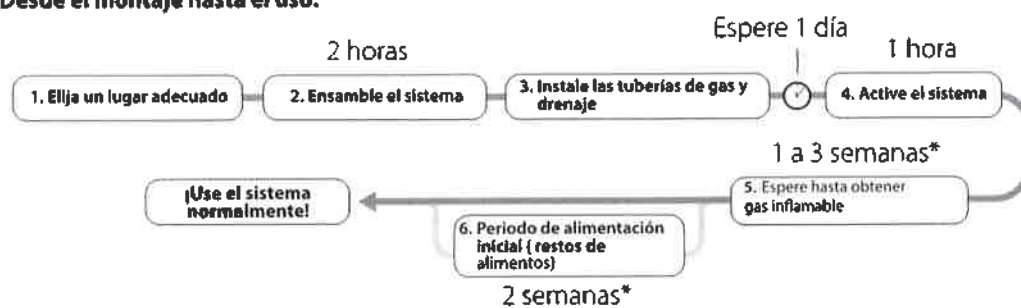 Desde el montaje hasta el uso:
Espere 1 día
2 horas
1 hora
1. Elija un lugar adecuado
2. Ensamble el sistema
3. Instale las tuberías de gas y
drenaje
4. Active el sistema
1 a 3 semanas*
5. Espere hasta obtener
gas inflamable
¡Use el sistema
normalmente!
6. Periodo de alimentación
inicial ( restos de
alimentos)
2 semanas*